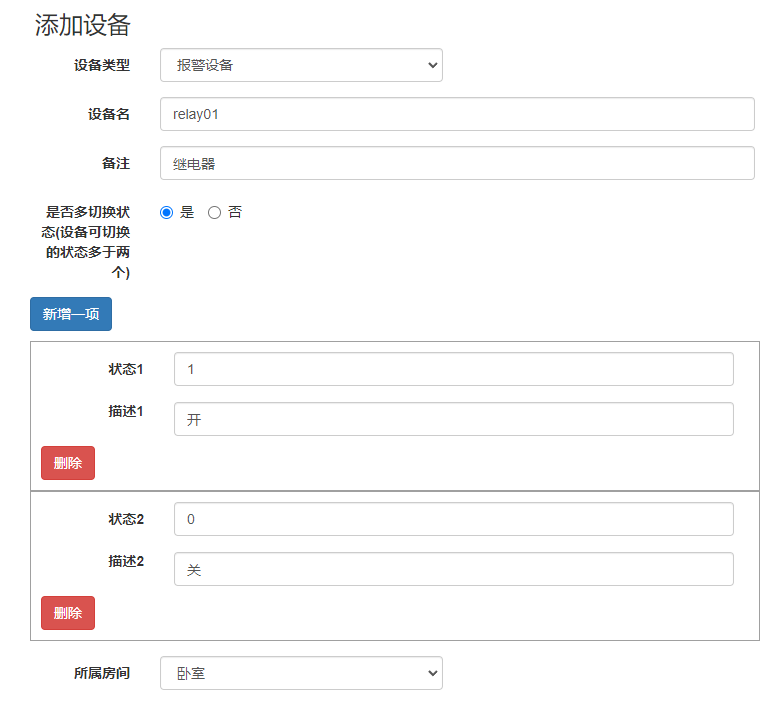 添加设备
设备类型 报警设备
设备名 relay01
备注 继电器
是否多切换状 是 否
态(设备可切换
的状态多于两
个)
新增一项
状态1 1
描述1 开
删除
状态2 0
描述2 关
删除
所属房间 卧室